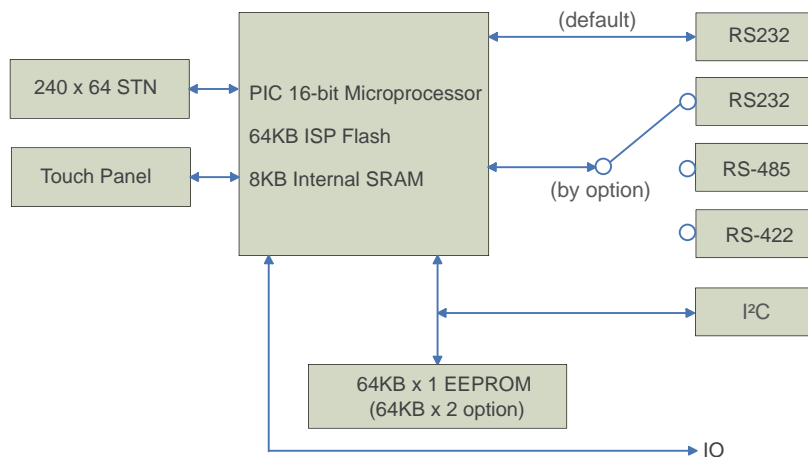 (default)
RS232
240 x 64 STN
PIC 16-bit Microprocessor
64KB ISP Flash
8KB Internal SRAM
RS232
Touch Panel
(by option)
RS-485
RS-422
I²C
64KB x 1 EEPROM
(64KB x 2 option)
IO